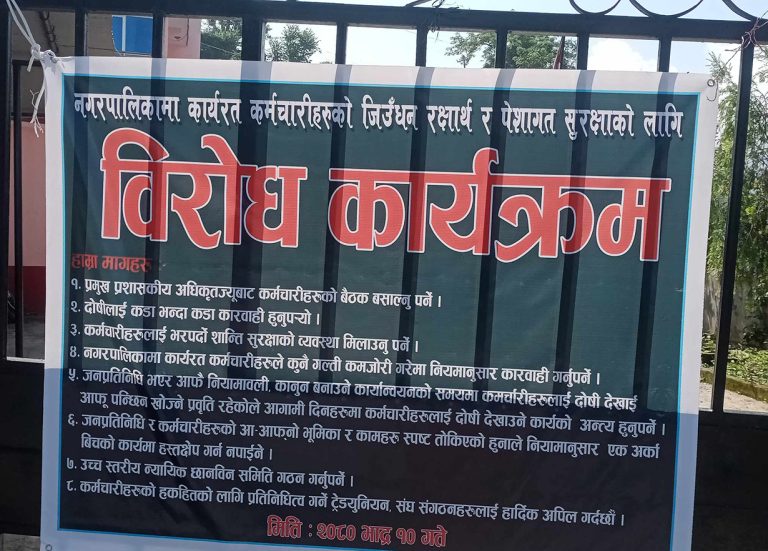 नगरपालिकामा कार्यरत कर्मचारीहरुको जिउँधन रक्षार्थ र पेशागत सुरक्षाको लागि
विरोध कार्यक्रम
हाम्रा मागहरु
१. प्रमुख प्रशासकीय अधिकृतज्यूबाट कर्मचारीहरुको बैठक बसाल्नु पर्ने ।
२. दोषीलाई कडा भन्दा कडा कारवाही हुनुपर्‍यो ।
३. कर्मचारीहरुलाई भरपर्दो शान्ति सुरक्षाको व्यवस्था मिलाउनु पर्ने ।
४. नगरपालिकामा कार्यरत कर्मचारीहरुले कुनै गल्ती कमजोरी गरेमा नियमानुसार कारवाही गर्नुपर्ने ।
५. जनप्रतिनिधि भएर आफै नियामावली, कानुन बनाउने कार्यान्वयनको समयमा कमर्चारीहरुलाई दोषी देखाई
आफू पन्छिन खोज्ने प्रवृति रहेकोले आगामी दिनहरुमा कर्मचारीहरुलाई दोषी देखाउने कार्यको अन्त्य हुनुपर्ने ।
६. जनप्रतिनिधि र कर्मचारीहरुको आ-आफ्नो भूमिका र कामहरु स्पष्ट तोकिएको हुनाले नियामानुसार एक अर्का
बिचको कार्यमा हस्तक्षेप गर्न नपाईने ।
७. उच्च स्तरीय न्यायिक छानविन समिति गठन गर्नुपर्ने ।
८. कर्मचारीहरुको हकहितको लागि प्रतिनिधित्व गर्ने ट्रेडयुनियन, संघ संगठनहरुलाई हार्दिक अपिल गर्दछौं ।
मिति : २०८० भाद्र १० गते